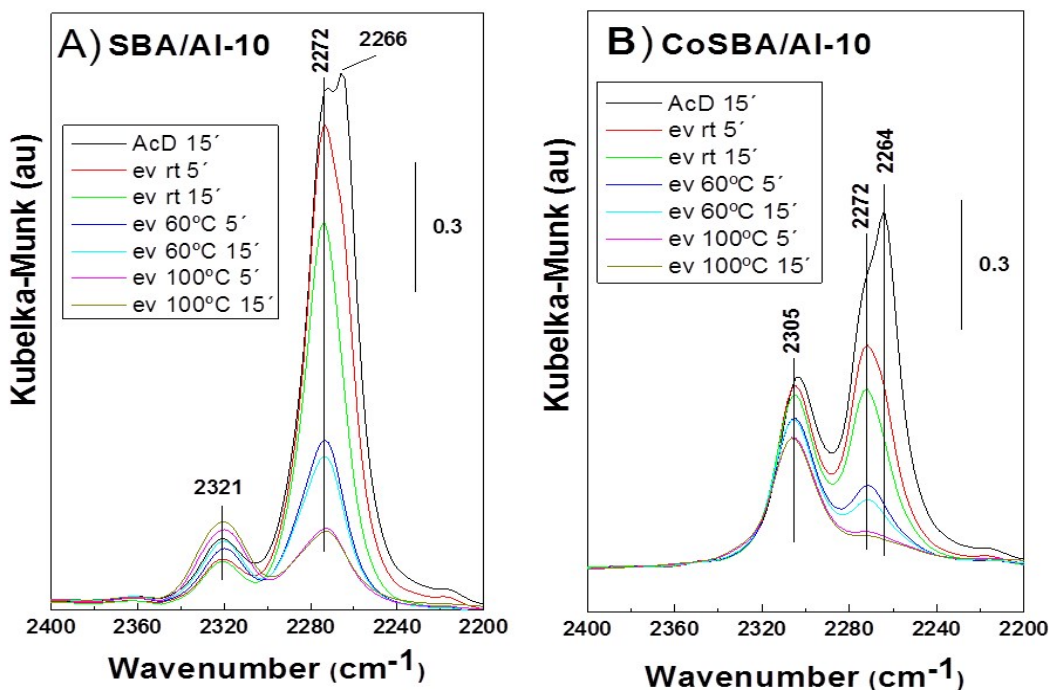 A) SBA/Al-10
2272
2266
AcD 15´
ev rt 5´
ev rt 15´
ev 60ºC 5´
ev 60ºC 15´
ev 100ºC 5´
ev 100ºC 15´
0.3
2321
Kubelka-Munk (au)
2400 2360 2320 2280 2240 2200
Wavenumber (cm-1)
B) CoSBA/Al-10
AcD 15´
ev rt 5´
ev rt 15´
ev 60ºC 5´
ev 60ºC 15´
ev 100ºC 5´
ev 100ºC 15´
2272
2264
0.3
2305
Kubelka-Munk (au)
2400 2360 2320 2280 2240 2200
Wavenumber (cm-1)